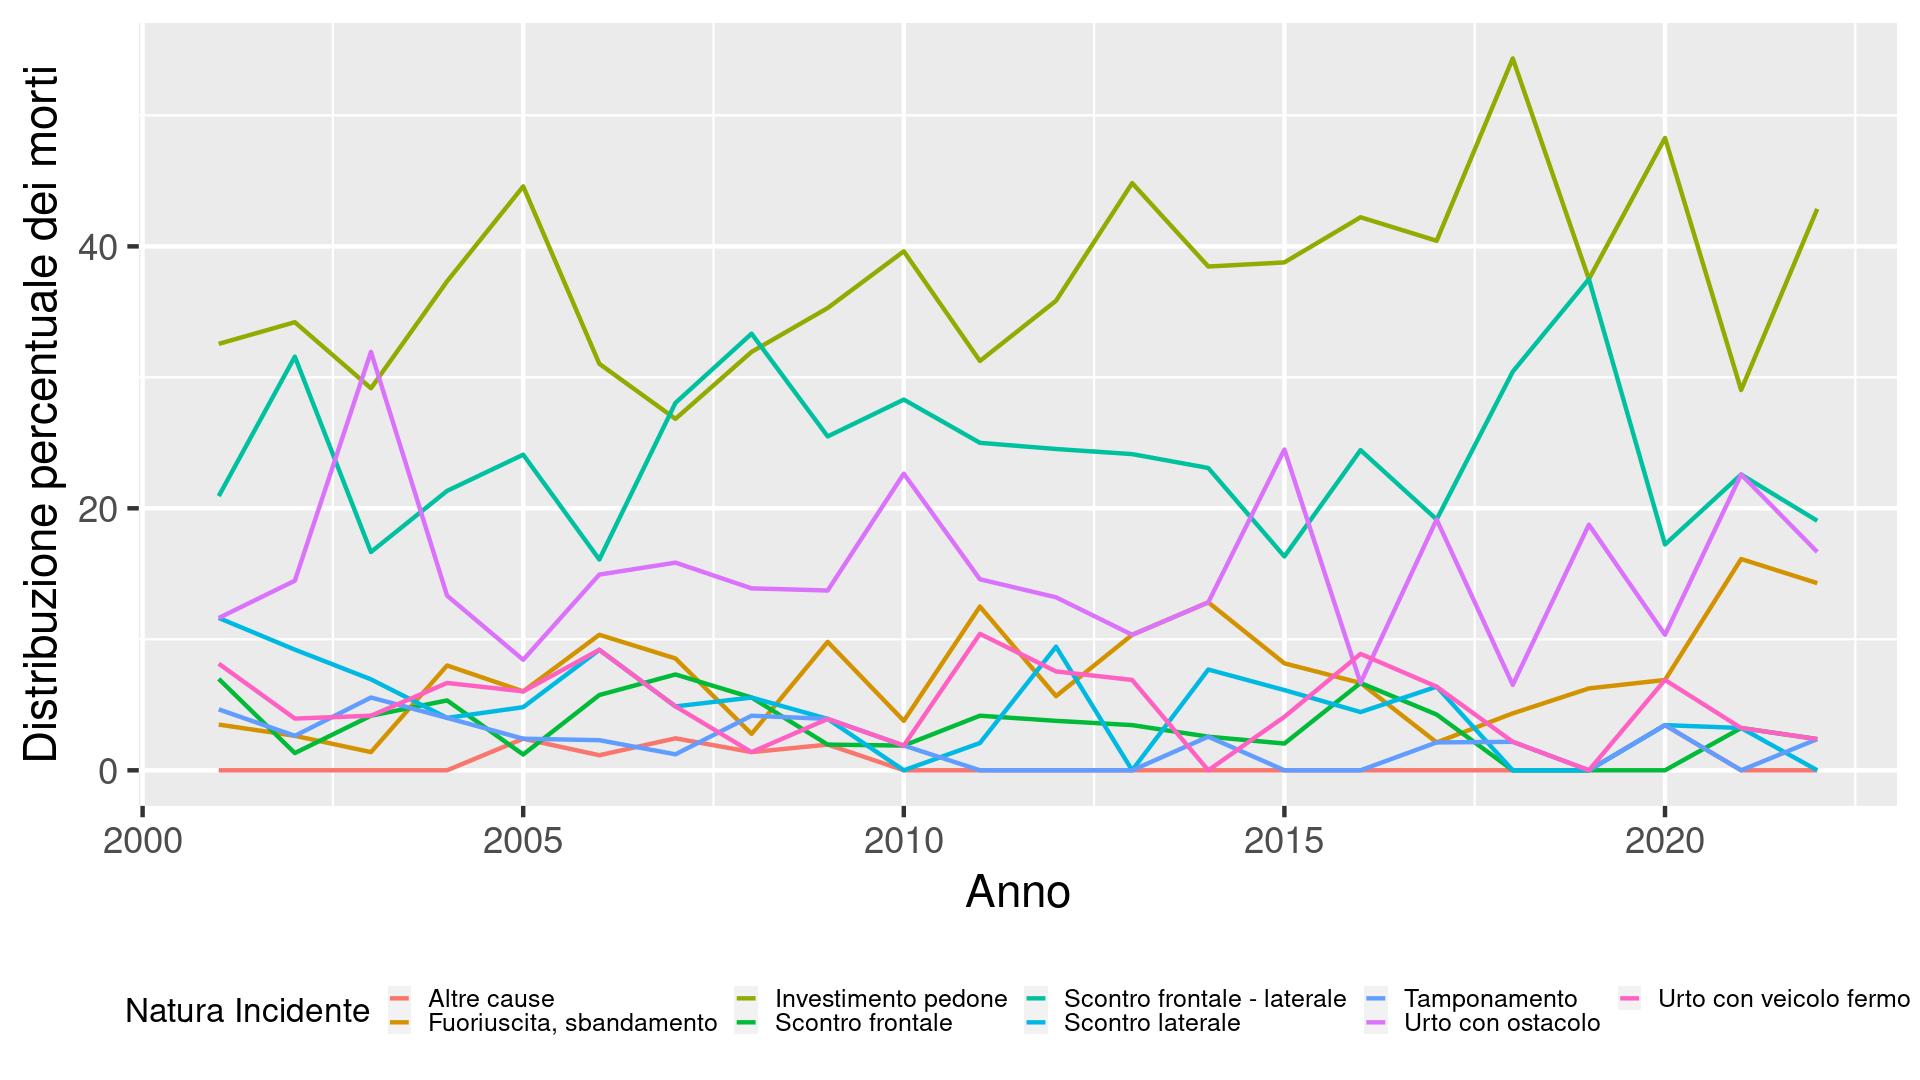 Distribuzione percentuale dei morti
40
20
0
2000 2005 2010 2015 2020
Anno
Natura Incidente
Altre cause Investimento pedone Scontro frontale - laterale Tamponamento Urto con veicolo fermo
Fuoriuscita, sbandamento Scontro frontale Scontro laterale Urto con ostacolo